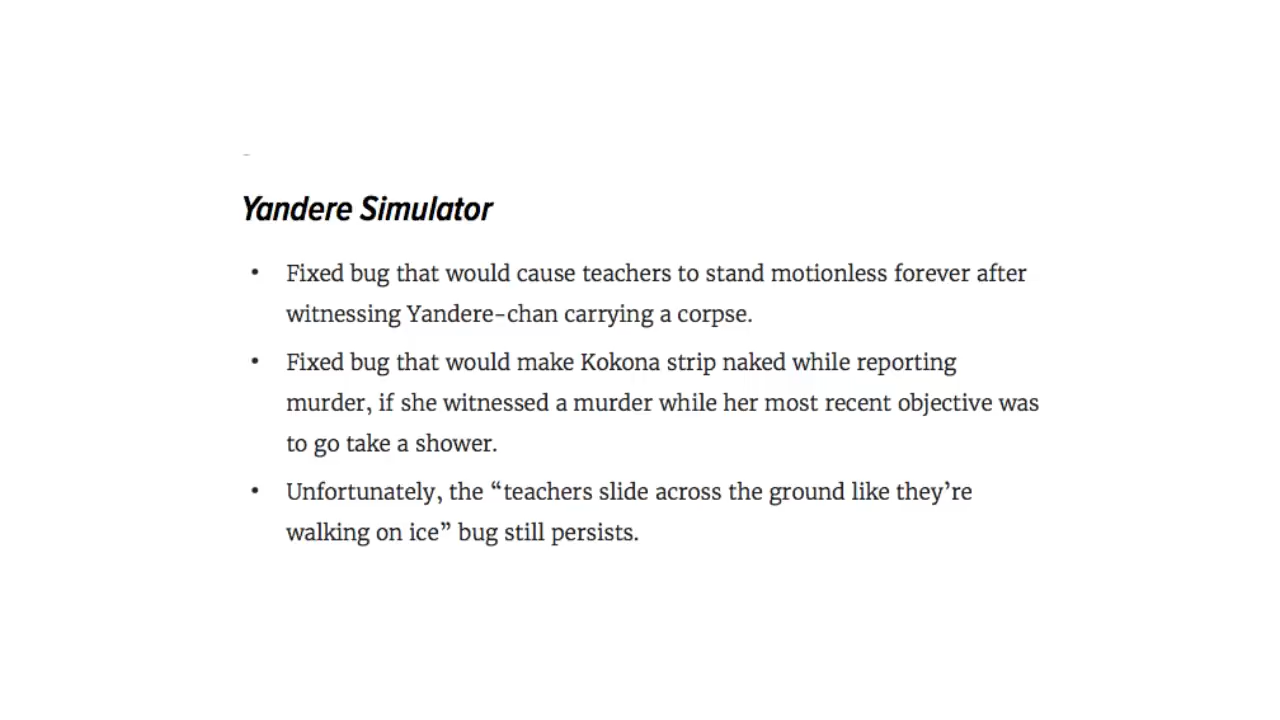 Yandere Simulator
• Fixed bug that would cause teachers to stand motionless forever after
witnessing Yandere-chan carrying a corpse.
• Fixed bug that would make Kokona strip naked while reporting
murder, if she witnessed a murder while her most recent objective was
to go take a shower.
• Unfortunately, the “teachers slide across the ground like they’re
walking on ice” bug still persists.